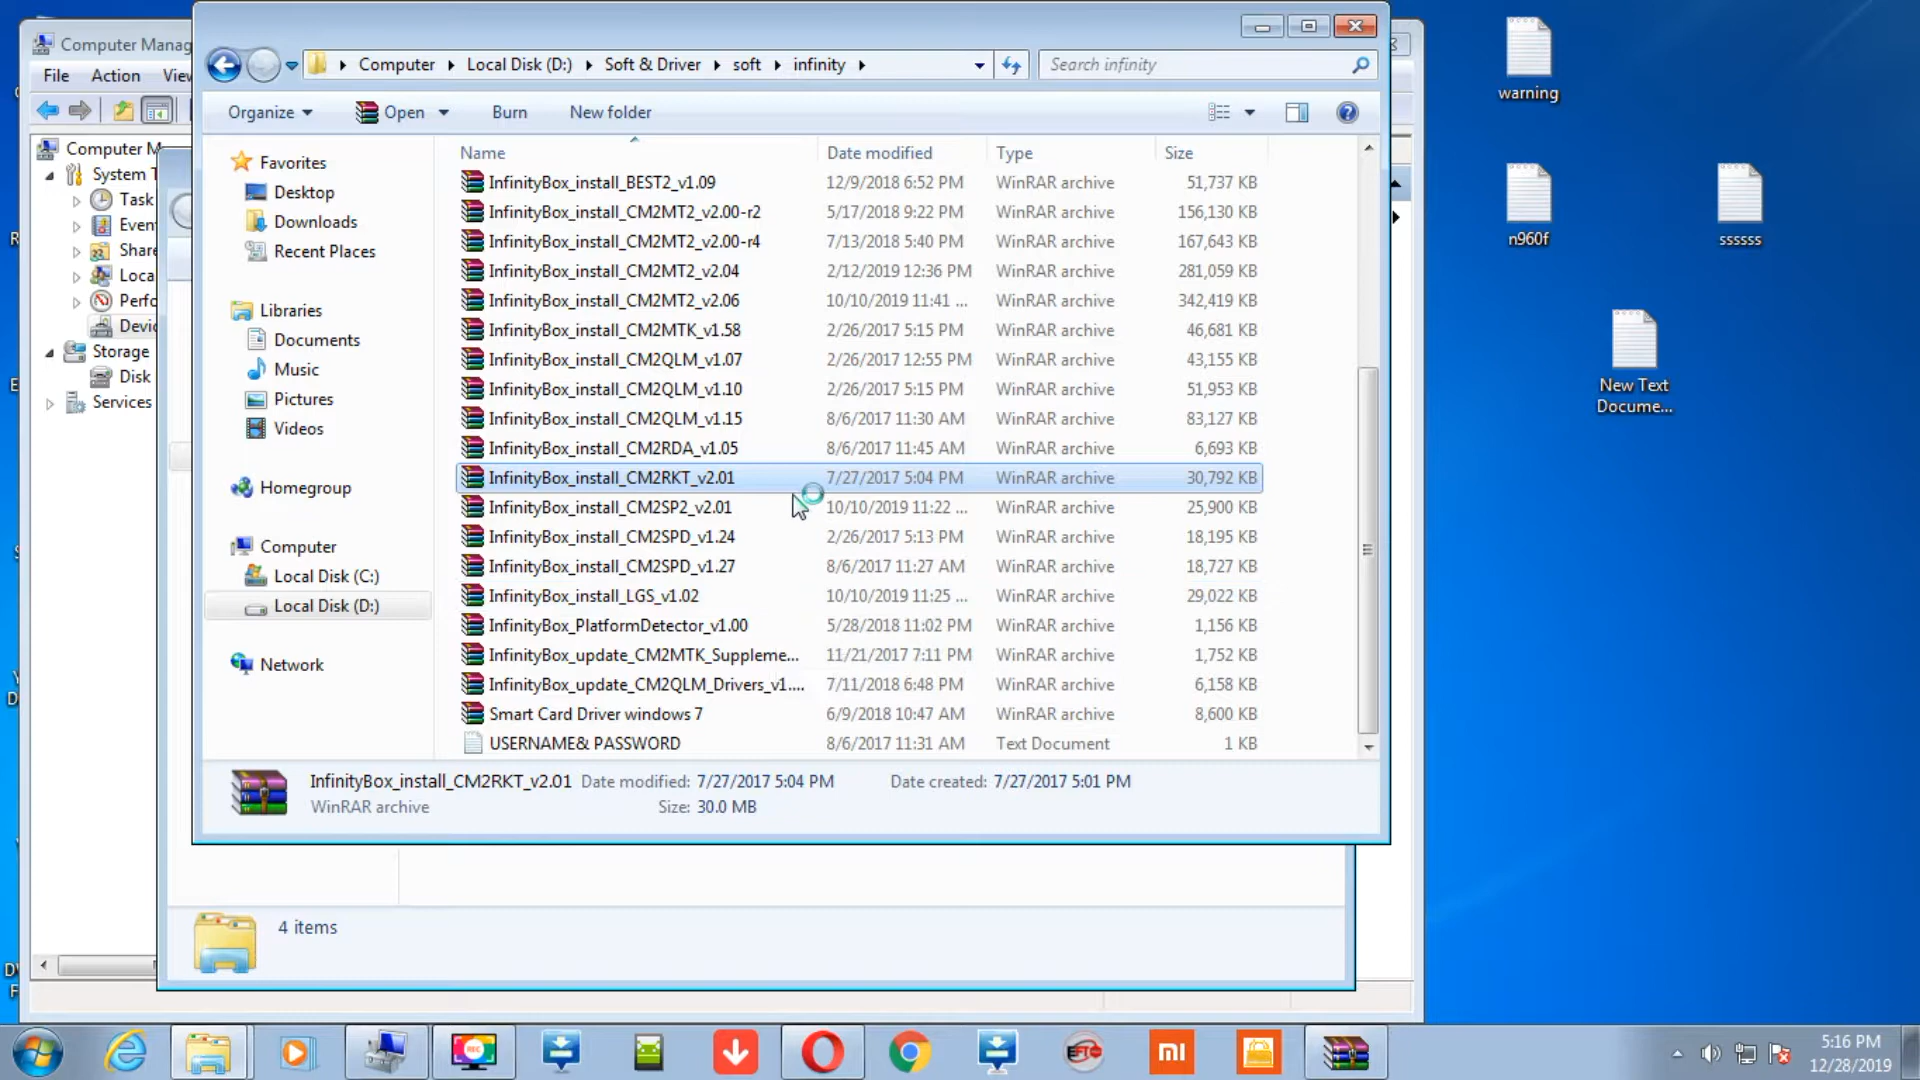 Computer Manag
File Action Viev
Computer M
System T
Task
Even
Share
Loca
Perfo
Devic
Storage
Disk
Services
Computer Local Disk (D:) Soft & Driver soft infinity
Search infinity
Organize Open Burn New folder
Favorites
Desktop
Downloads
Recent Places
Libraries
Documents
Music
Pictures
Videos
Homegroup
Computer
Local Disk (C:)
Local Disk (D:)
Network
Name Date modified Type Size
InfinityBox_install_BEST2_v1.09 12/9/2018 6:52 PM WinRAR archive 51,737 KB
InfinityBox_install_CM2MT2_v2.00-r2 5/17/2018 9:22 PM WinRAR archive 156,130 KB
InfinityBox_install_CM2MT2_v2.00-r4 7/13/2018 5:40 PM WinRAR archive 167,643 KB
InfinityBox_install_CM2MT2_v2.04 2/12/2019 12:36 PM WinRAR archive 281,059 KB
InfinityBox_install_CM2MT2_v2.06 10/10/2019 11:41 ... WinRAR archive 342,419 KB
InfinityBox_install_CM2MTK_v1.58 2/26/2017 5:15 PM WinRAR archive 46,681 KB
InfinityBox_install_CM2QLM_v1.07 2/26/2017 12:55 PM WinRAR archive 43,155 KB
InfinityBox_install_CM2QLM_v1.10 2/26/2017 5:15 PM WinRAR archive 51,953 KB
InfinityBox_install_CM2QLM_v1.15 8/6/2017 11:30 AM WinRAR archive 83,127 KB
InfinityBox_install_CM2RDA_v1.05 8/6/2017 11:45 AM WinRAR archive 6,693 KB
InfinityBox_install_CM2RKT_v2.01 7/27/2017 5:04 PM WinRAR archive 30,792 KB
InfinityBox_install_CM2SP2_v2.01 10/10/2019 11:22 ... WinRAR archive 25,900 KB
InfinityBox_install_CM2SPD_v1.24 2/26/2017 5:13 PM WinRAR archive 18,195 KB
InfinityBox_install_CM2SPD_v1.27 8/6/2017 11:27 AM WinRAR archive 18,727 KB
InfinityBox_install_LGS_v1.02 10/10/2019 11:25 ... WinRAR archive 29,022 KB
InfinityBox_PlatformDetector_v1.00 5/28/2018 11:02 PM WinRAR archive 1,156 KB
InfinityBox_update_CM2MTK_Suppleme... 11/21/2017 7:11 PM WinRAR archive 1,752 KB
InfinityBox_update_CM2QLM_Drivers_v1.... 7/11/2018 6:48 PM WinRAR archive 6,158 KB
Smart Card Driver windows 7 6/9/2018 10:47 AM WinRAR archive 8,600 KB
USERNAME& PASSWORD 8/6/2017 11:31 AM Text Document 1 KB
InfinityBox_install_CM2RKT_v2.01 Date modified: 7/27/2017 5:04 PM Date created: 7/27/2017 5:01 PM
WinRAR archive Size: 30.0 MB
4 items
warning
n960f
ssssss
New Text
Docume...
REC
EFT
mi
5:16 PM
12/28/2019